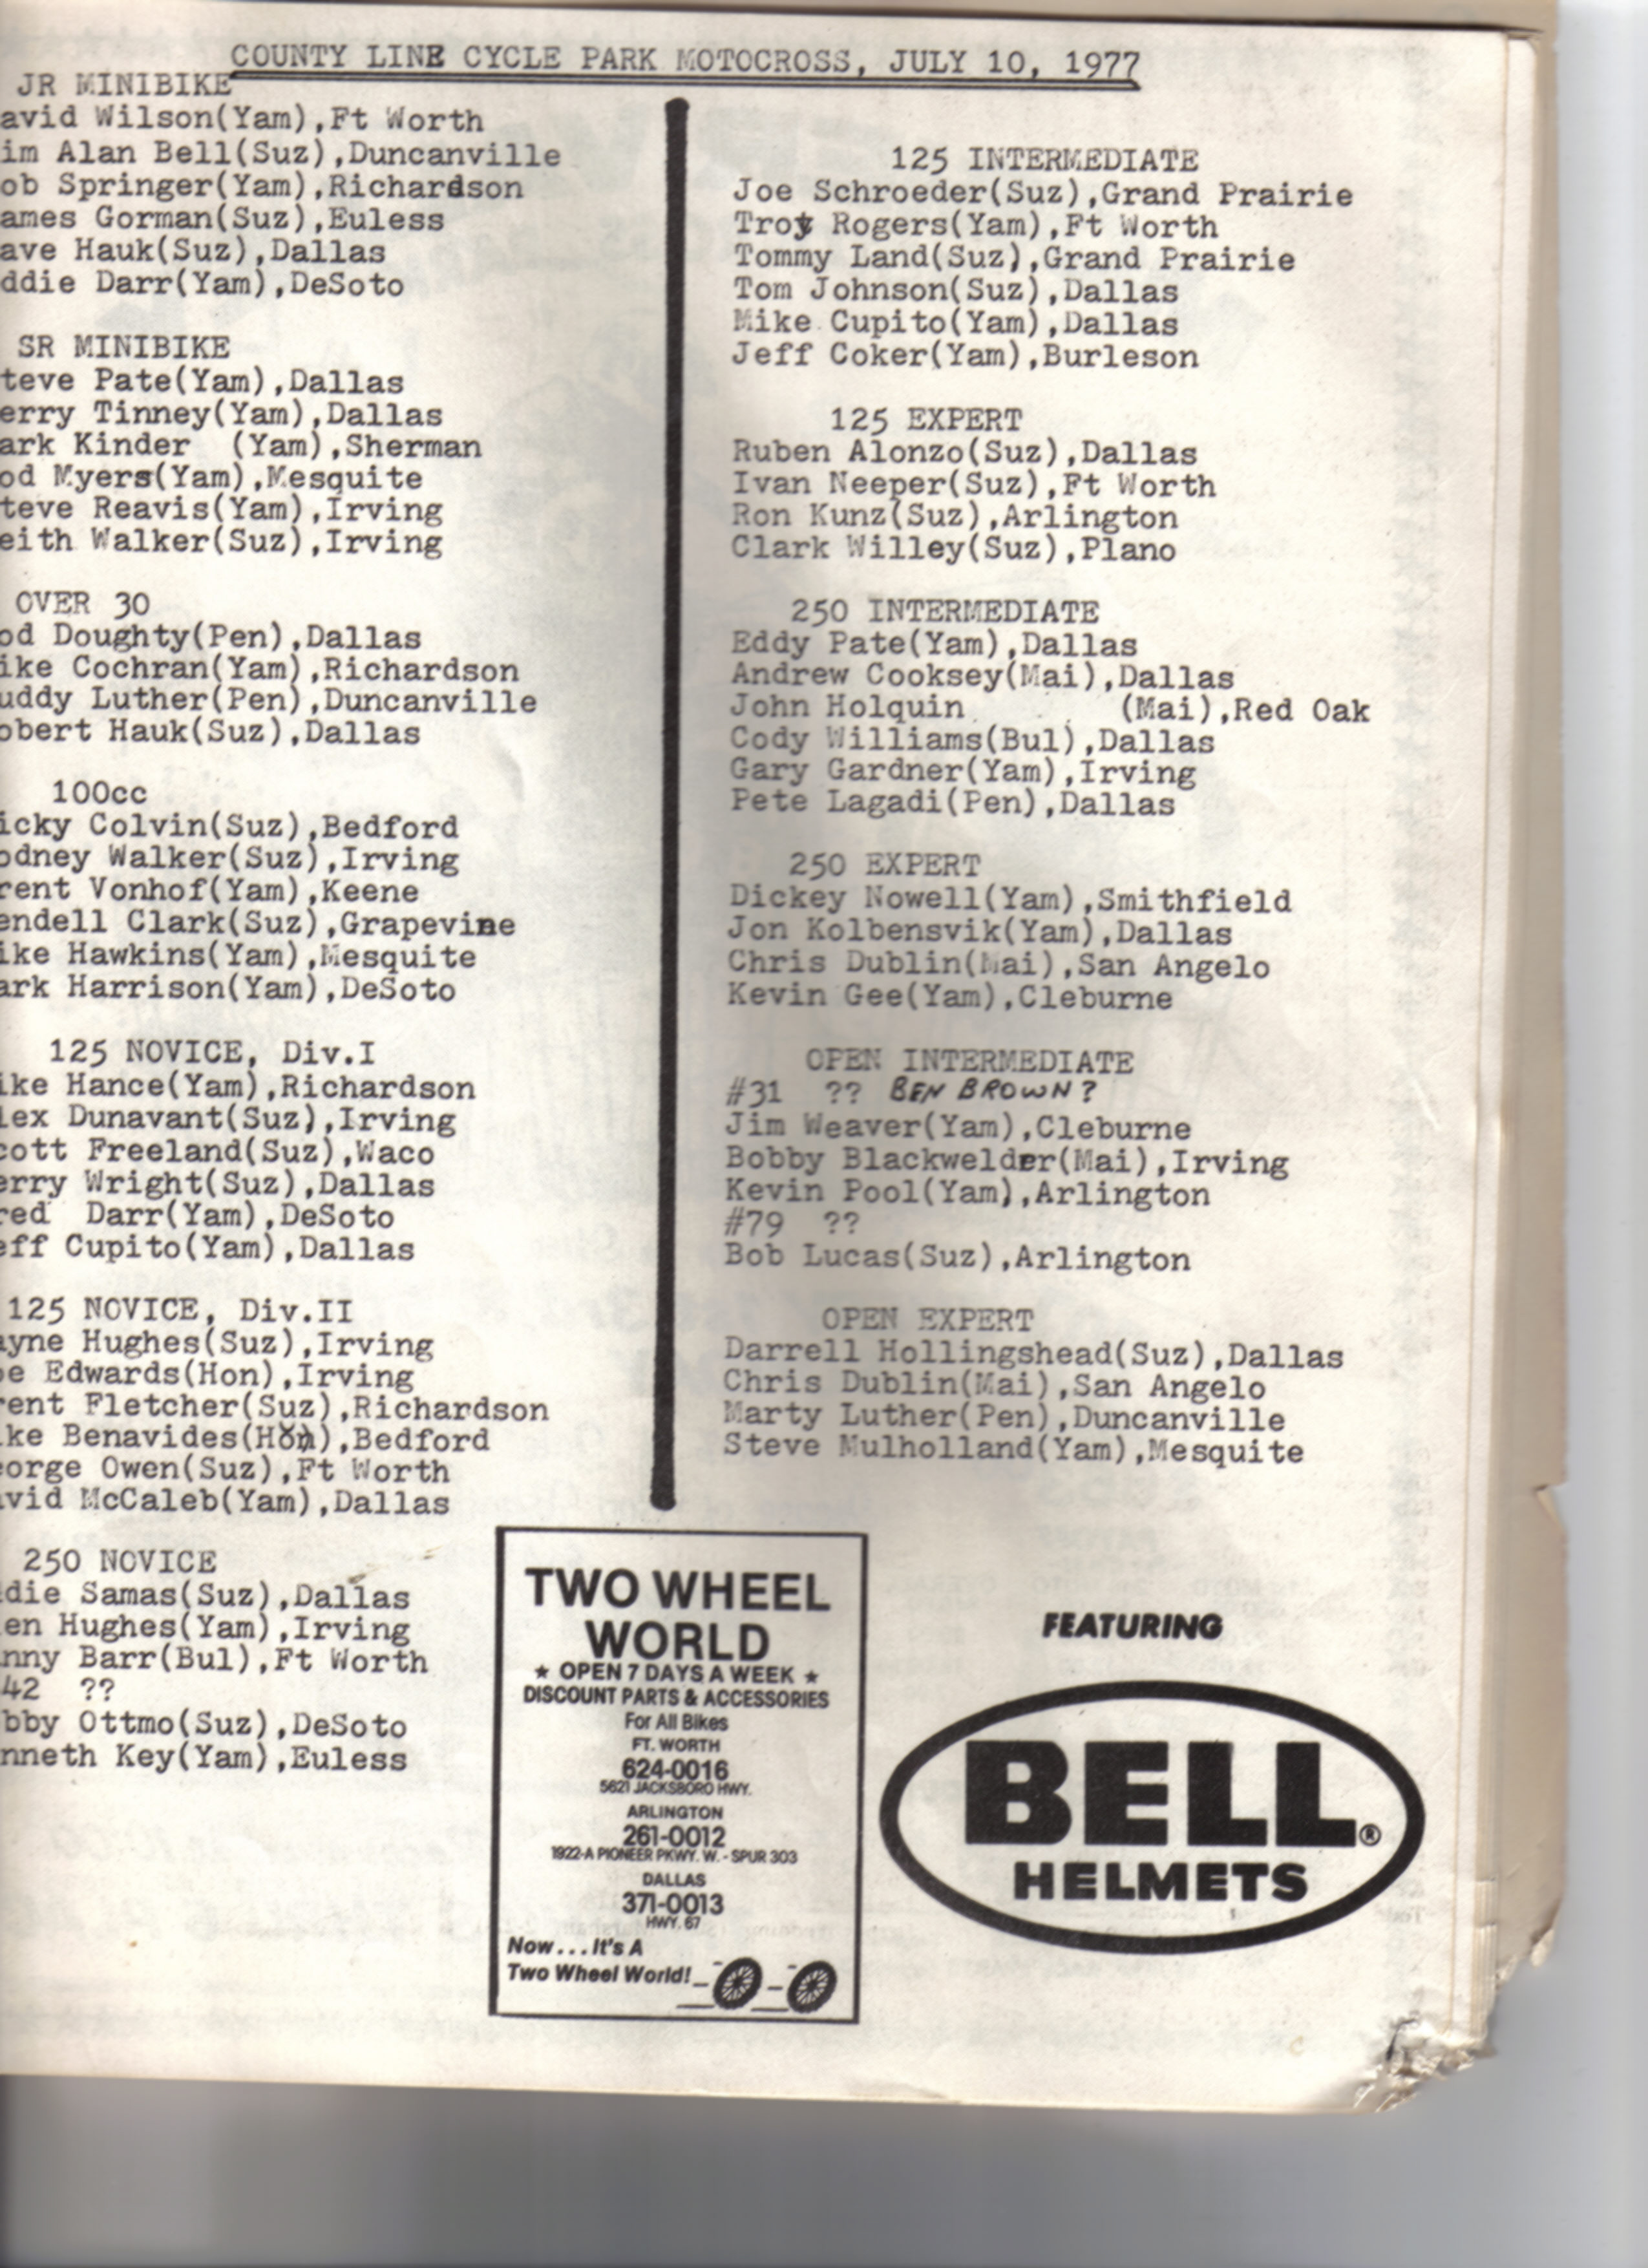 COUNTY LINE CYCLE PARK MOTOCROSS, JULY 10, 1977
JR MINIBIKE
avid Wilson(Yam),Ft Worth
im Alan Bell(Suz),Duncanville
ob Springer(Yam),Richardson
ames Gorman(Suz),Euless
ave Hauk(Suz),Dallas
ddie Darr(Yam),DeSoto
SR MINIBIKE
teve Pate(Yam),Dallas
erry Tinney(Yam),Dallas
ark Kinder (Yam),Sherman
od Myers(Yam),Mesquite
teve Reavis(Yam),Irving
eith Walker(Suz),Irving
OVER 30
od Doughty(Pen),Dallas
ike Cochran(Yam),Richardson
uddy Luther(Pen),Duncanville
obert Hauk(Suz),Dallas
100cc
icky Colvin(Suz),Bedford
odney Walker(Suz),Irving
rent Vonhof(Yam),Keene
endell Clark(Suz),Grapevine
ike Hawkins(Yam),Mesquite
ark Harrison(Yam),DeSoto
125 NOVICE, Div.I
ike Hance(Yam),Richardson
lex Dunavant(Suz),Irving
cott Freeland(Suz),Waco
erry Wright(Suz),Dallas
red Darr(Yam),DeSoto
eff Cupito(Yam),Dallas
125 NOVICE, Div.II
ayne Hughes(Suz),Irving
oe Edwards(Hon),Irving
rent Fletcher(Suz),Richardson
ike Benavides(Hon),Bedford
eorge Owen(Suz),Ft Worth
avid McCaleb(Yam),Dallas
250 NOVICE
ddie Samas(Suz),Dallas
len Hughes(Yam),Irving
nny Barr(Bul),Ft Worth
42 ??
bby Ottmo(Suz),DeSoto
nneth Key(Yam),Euless
125 INTERMEDIATE
Joe Schroeder(Suz),Grand Prairie
Troy Rogers(Yam),Ft Worth
Tommy Land(Suz),Grand Prairie
Tom Johnson(Suz),Dallas
Mike Cupito(Yam),Dallas
Jeff Coker(Yam),Burleson
125 EXPERT
Ruben Alonzo(Suz),Dallas
Ivan Neeper(Suz),Ft Worth
Ron Kunz(Suz),Arlington
Clark Willey(Suz),Plano
250 INTERMEDIATE
Eddy Pate(Yam),Dallas
Andrew Cooksey(Mai),Dallas
John Holquin (Mai),Red Oak
Cody Williams(Bul),Dallas
Gary Gardner(Yam),Irving
Pete Lagadi(Pen),Dallas
250 EXPERT
Dickey Nowell(Yam),Smithfield
Jon Kolbensvik(Yam),Dallas
Chris Dublin(Mai),San Angelo
Kevin Gee(Yam),Cleburne
OPEN INTERMEDIATE
#31 ?? BEN BROWN?
Jim Weaver(Yam),Cleburne
Bobby Blackwelder(Mai),Irving
Kevin Pool(Yam),Arlington
#79 ??
Bob Lucas(Suz),Arlington
OPEN EXPERT
Darrell Hollingshead(Suz),Dallas
Chris Dublin(Mai),San Angelo
Marty Luther(Pen),Duncanville
Steve Mulholland(Yam),Mesquite
TWO WHEEL
WORLD
★ OPEN 7 DAYS A WEEK ★
DISCOUNT PARTS & ACCESSORIES
For All Bikes
FT. WORTH
624-0016
5621 JACKSBORO HWY.
ARLINGTON
261-0012
1922-A PIONEER PKWY. W. - SPUR 303
DALLAS
371-0013
HWY. 67
Now...It's A
Two Wheel World!
FEATURING
BELL®
HELMETS